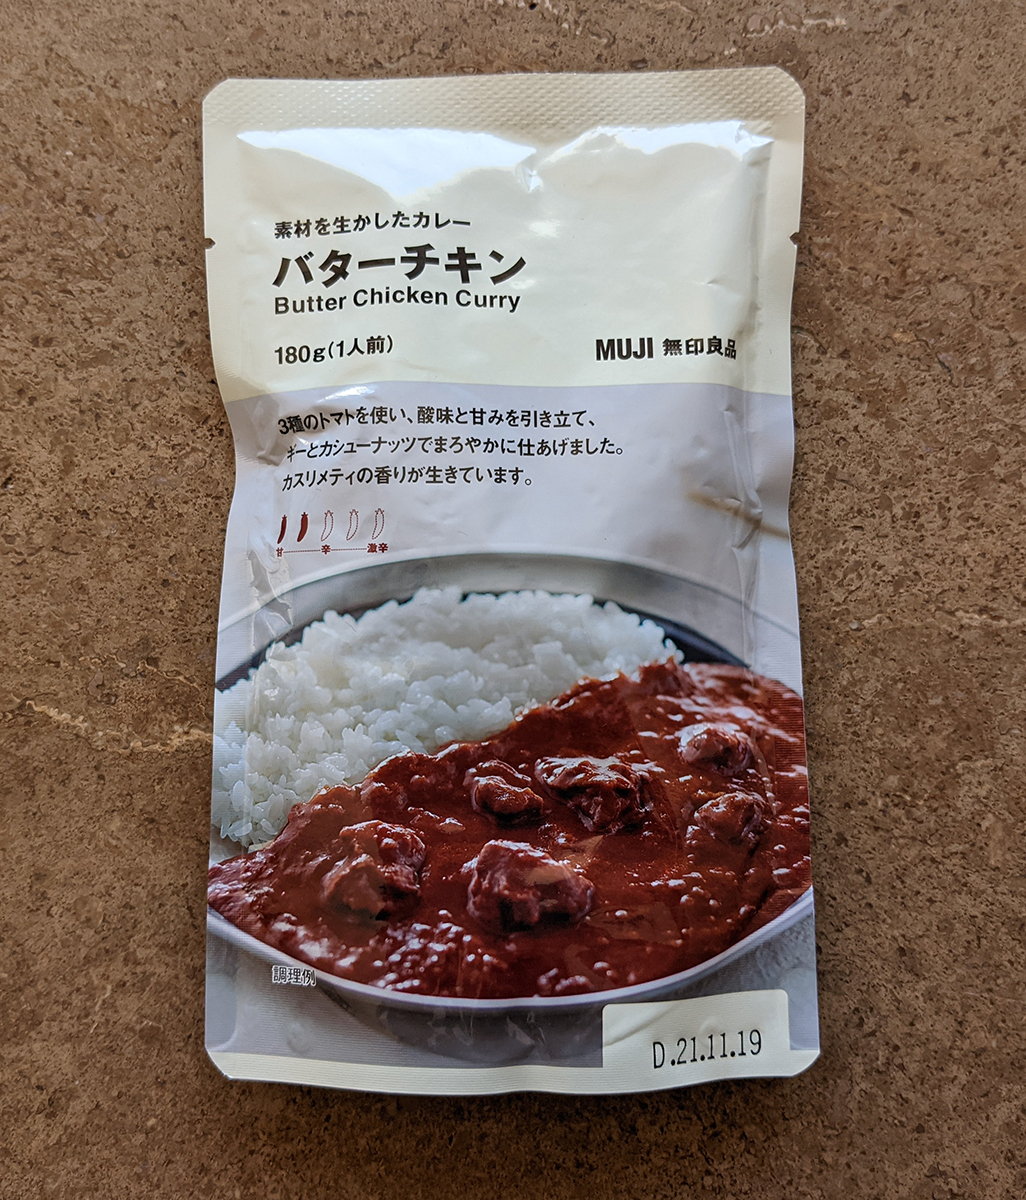 素材を生かしたカレー
バターチキン
Butter Chicken Curry
180g(1人前)
MUJI 無印良品
3種のトマトを使い、酸味と甘みを引き立て、
ギーとカシューナッツでまろやかに仕あげました。
カスリメティの香りが生きています。
甘 辛 激辛
調理例
D.21.11.19